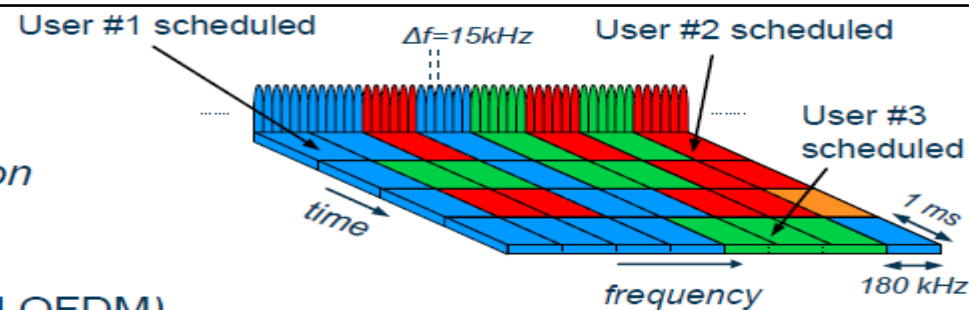 User #1 scheduled
Δf=15kHz
User #2 scheduled
User #3
scheduled
time
1 ms
frequency
180 kHz